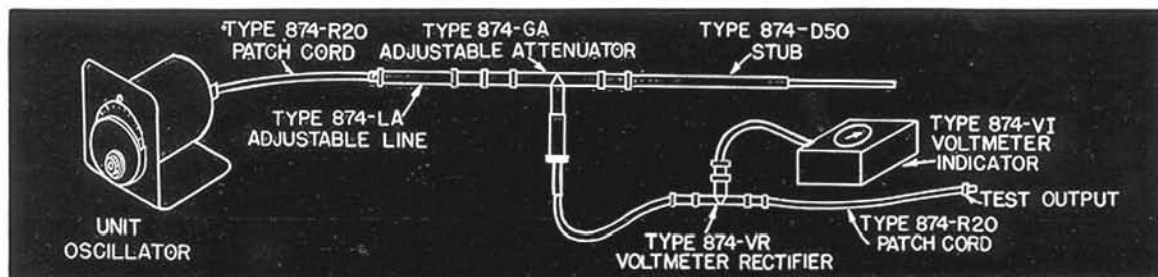 TYPE 874-R20
PATCH CORD
TYPE 874-GA
ADJUSTABLE ATTENUATOR
TYPE 874-D50
STUB
TYPE 874-LA
ADJUSTABLE LINE
TYPE 874-VI
VOLTMETER
INDICATOR
UNIT
OSCILLATOR
TYPE 874-VR
VOLTMETER RECTIFIER
TEST OUTPUT
TYPE 874-R20
PATCH CORD